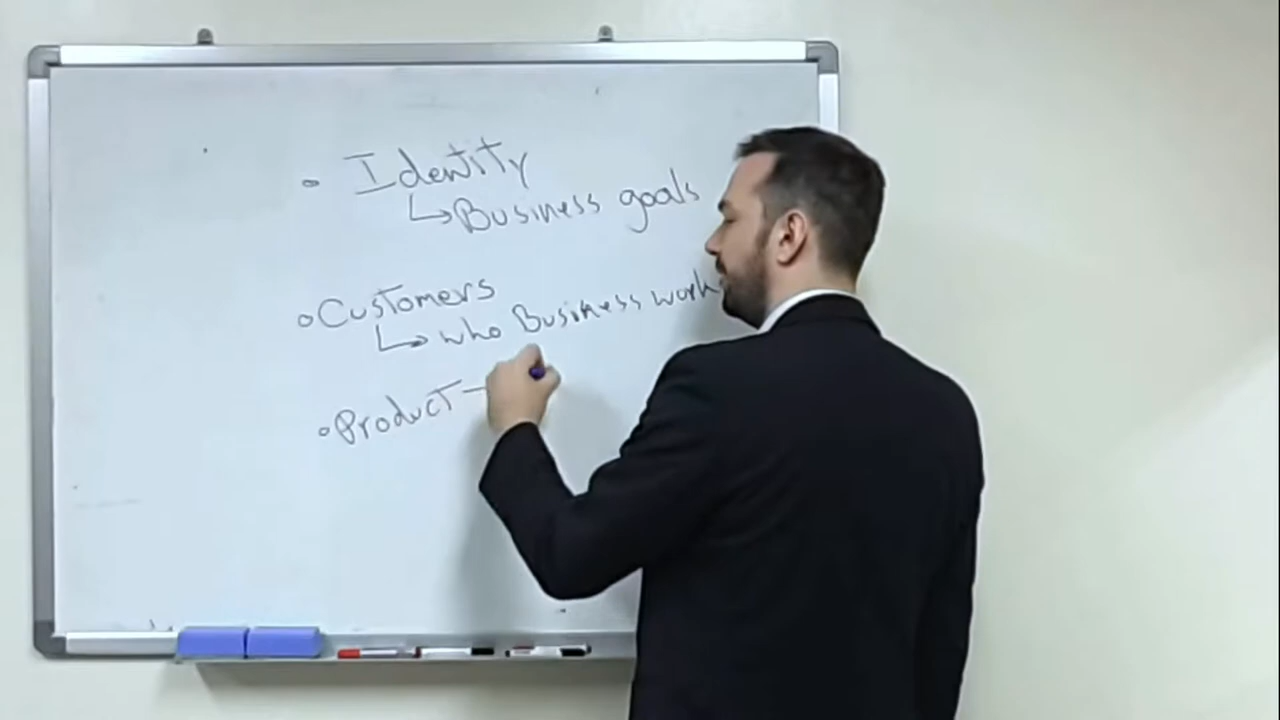 Identity
Business goals
Customers
who Business work
Product